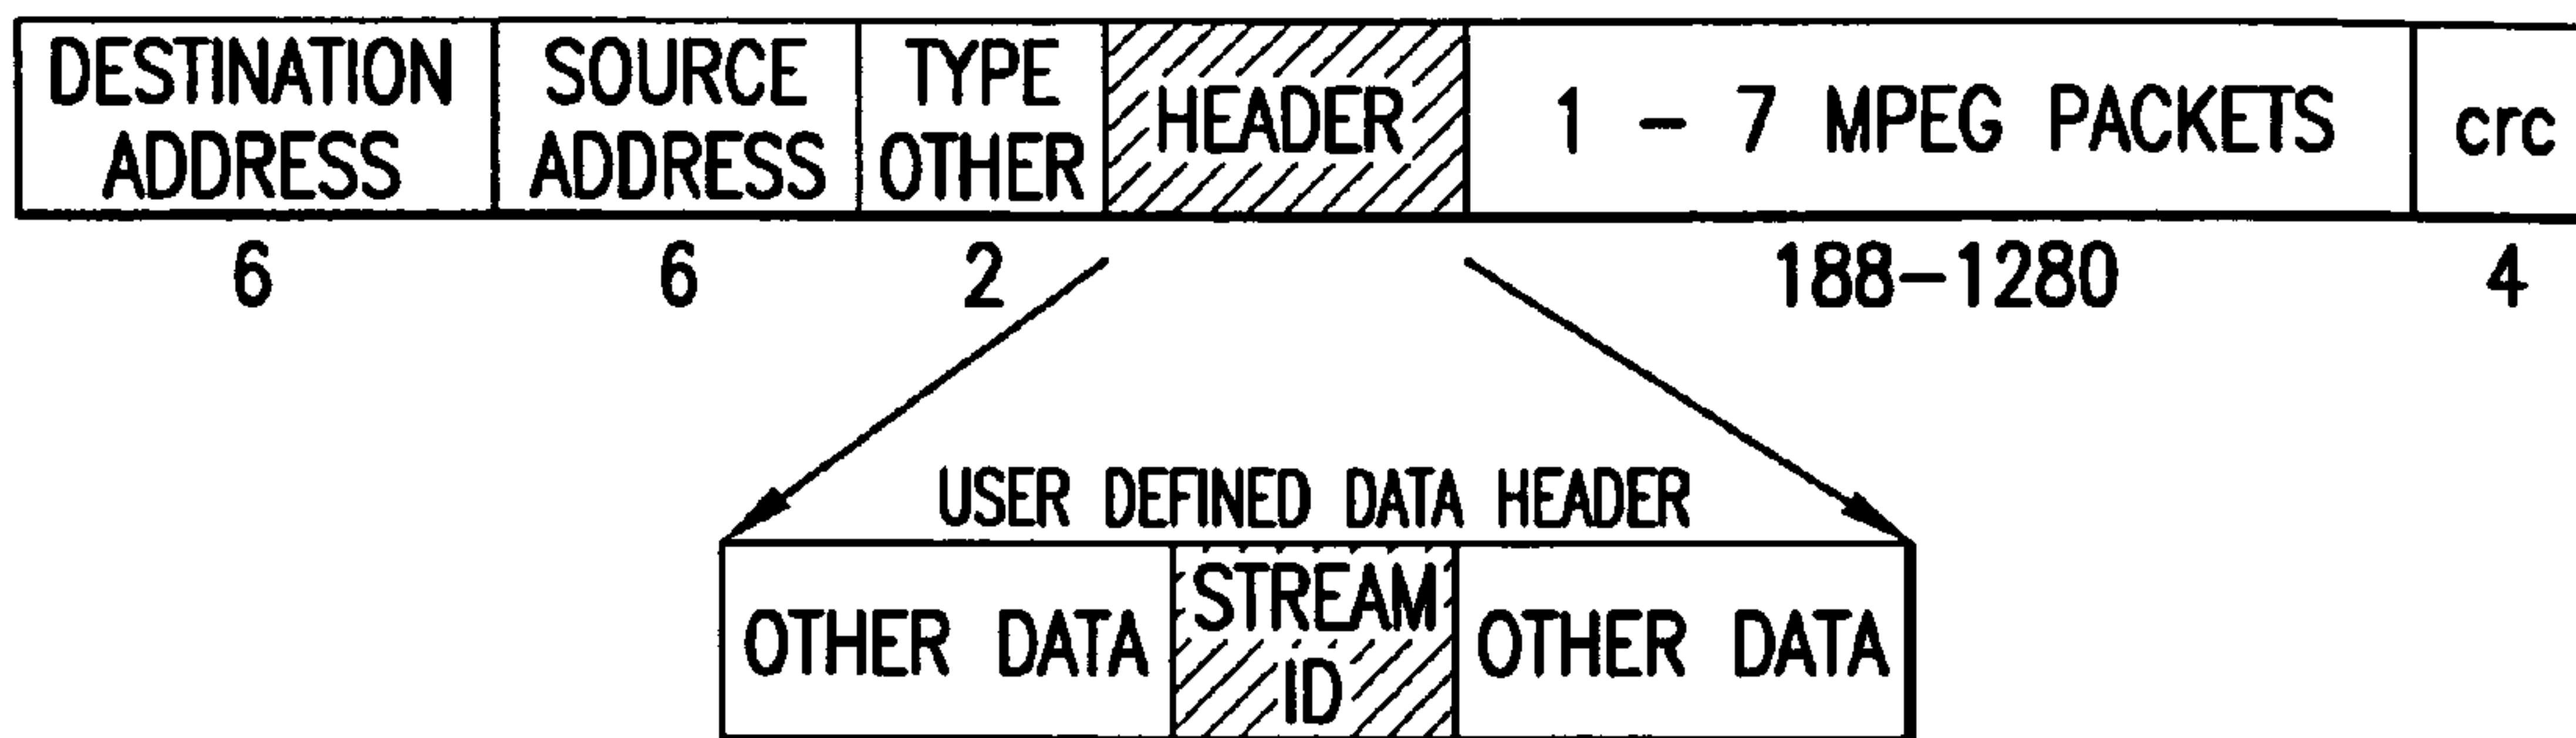 DESTINATION ADDRESS
SOURCE ADDRESS
TYPE OTHER
HEADER
1 - 7 MPEG PACKETS
crc
6
6
2
188-1280
4
USER DEFINED DATA HEADER
OTHER DATA
STREAM ID
OTHER DATA